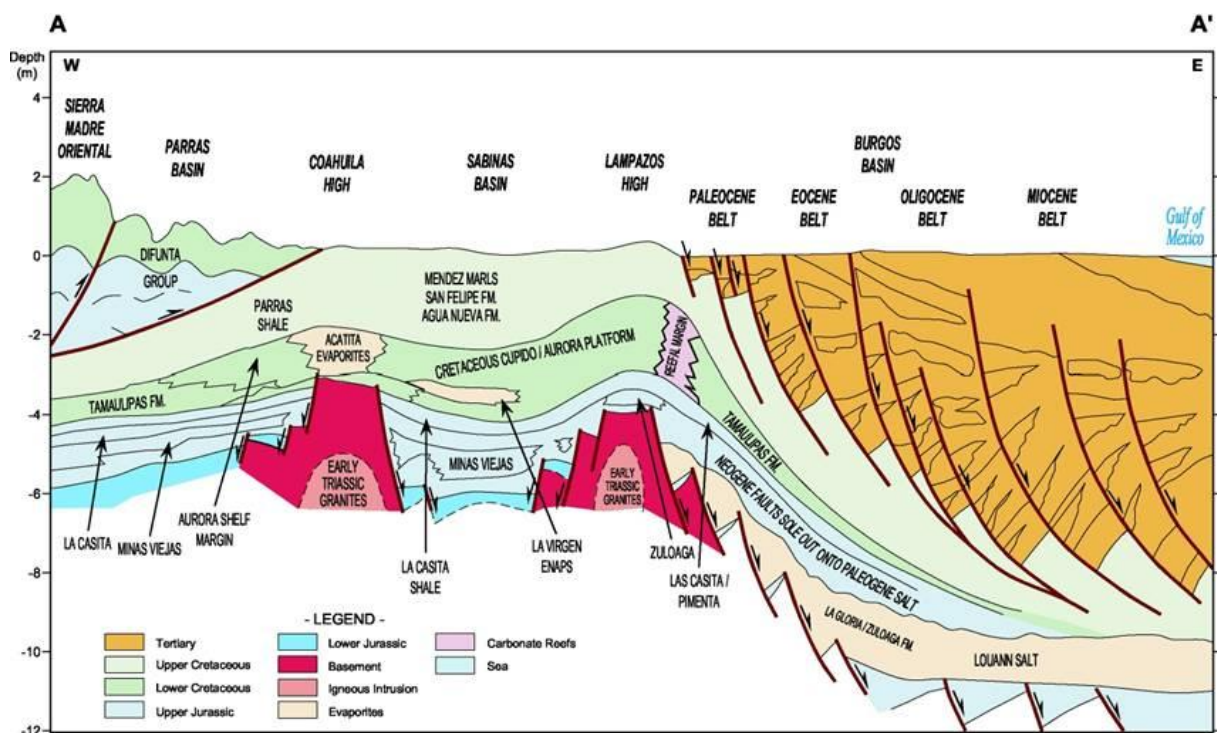 A
A'
Depth
(m)
W
E
4
2
0
-2
-4
-6
-8
-10
-12
SIERRA
MADRE
ORIENTAL
PARRAS
BASIN
COAHUILA
HIGH
SABINAS
BASIN
LAMPAZOS
HIGH
BURGOS
BASIN
PALEOCENE
BELT
EOCENE
BELT
OLIGOCENE
BELT
MIOCENE
BELT
Gulf of
Mexico
DIFUNTA
GROUP
PARRAS
SHALE
MENDEZ MARLS
SAN FELIPE FM.
AGUA NUEVA FM.
ACATITA
EVAPORITES
CRETACEOUS CUPIDO / AURORA PLATFORM
REEFAL MARGIN
TAMAULIPAS FM.
TAMAULIPAS FM.
MINAS VIEJAS
EARLY
TRIASSIC
GRANITES
EARLY
TRIASSIC
GRANITES
NEOGENE FAULTS SOLE OUT ONTO PALEOGENE SALT
LA GLORIA / ZULOAGA FM.
LOUANN SALT
LA CASITA
MINAS VIEJAS
AURORA SHELF
MARGIN
LA CASITA
SHALE
LA VIRGEN
ENAPS
ZULOAGA
LAS CASITA /
PIMENTA
- LEGEND -
Tertiary
Upper Cretaceous
Lower Cretaceous
Upper Jurassic
Lower Jurassic
Basement
Igneous Intrusion
Evaporites
Carbonate Reefs
Sea